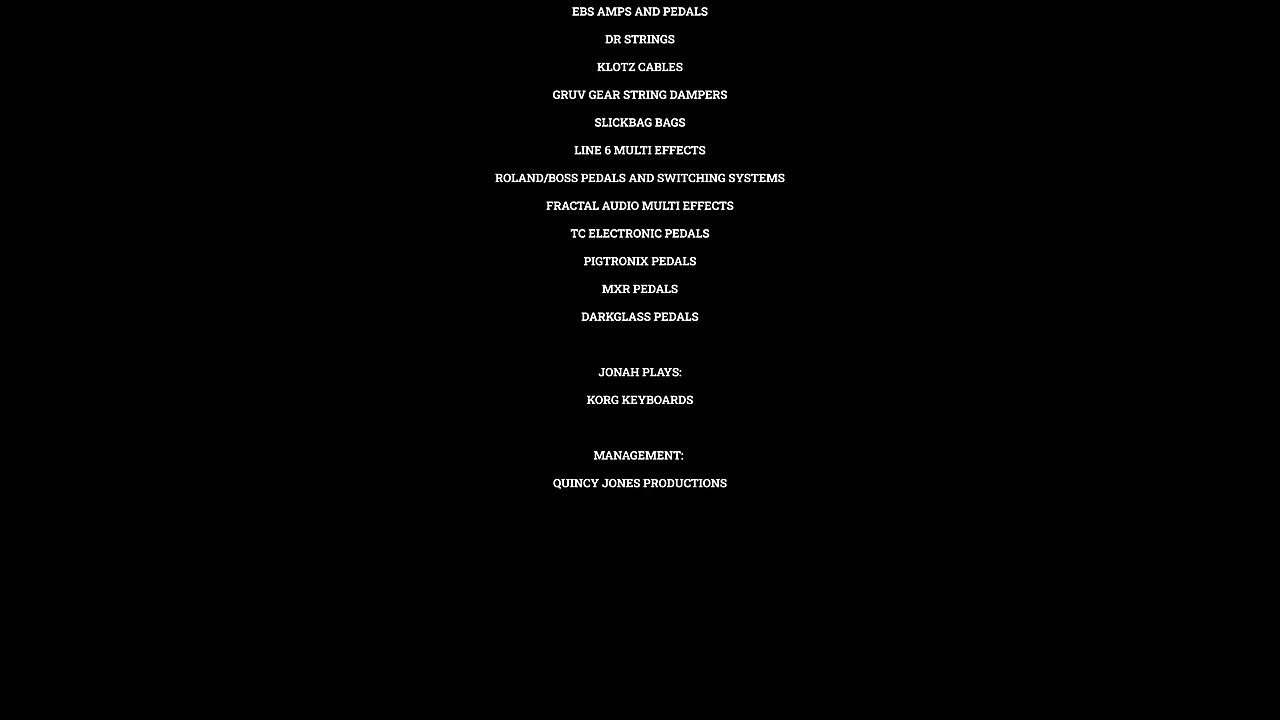 EBS AMPS AND PEDALS
DR STRINGS
KLOTZ CABLES
GRUV GEAR STRING DAMPERS
SLICKBAG BAGS
LINE 6 MULTI EFFECTS
ROLAND/BOSS PEDALS AND SWITCHING SYSTEMS
FRACTAL AUDIO MULTI EFFECTS
TC ELECTRONIC PEDALS
PIGTRONIX PEDALS
MXR PEDALS
DARKGLASS PEDALS
JONAH PLAYS:
KORG KEYBOARDS
MANAGEMENT:
QUINCY JONES PRODUCTIONS